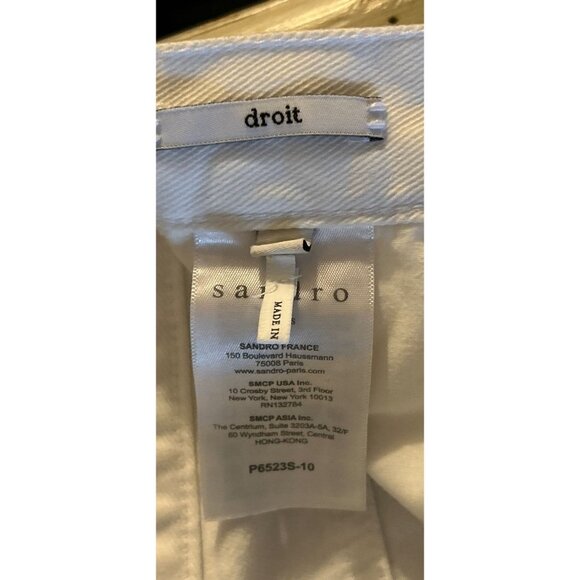 droit
sandro
MADE IN
SANDRO FRANCE
150 Boulevard Haussmann
75008 Paris
www.sandro-paris.com
SMCP USA Inc.
10 Crosby Street, 3rd Floor
New York, New York 10013
RN132784
SMCP ASIA Inc.
The Centrium, Suite 3203A-5A, 32/F
60 Wyndham Street, Central
HONG-KONG
P6523S-10